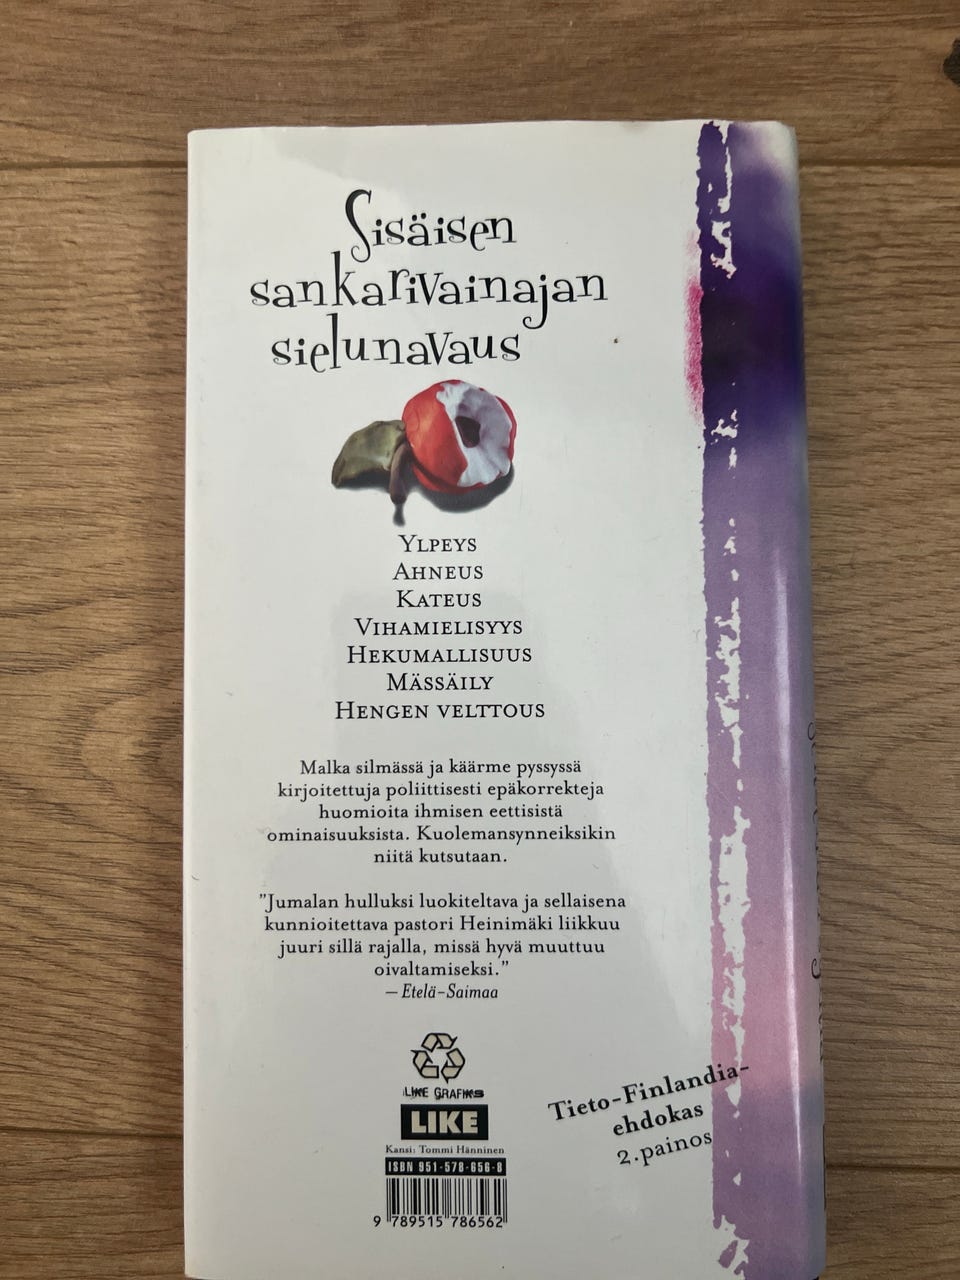 Sisäisen
sankarivainajan
sielunavaus
YLPEYS
AHNEUS
KATEUS
VIHAMIELISYYS
HEKUMALLISUUS
MÄSSÄILY
HENGEN VELTTOUS
Malka silmässä ja käärme pyssyssä
kirjoitettuja poliittisesti epäkorrekteja
huomioita ihmisen eettisistä
ominaisuuksista. Kuolemansynneiksikin
niitä kutsutaan.
”Jumalan hulluksi luokiteltava ja sellaisena
kunnioitettava pastori Heinimäki liikkuu
juuri sillä rajalla, missä hyvä muuttuu
oivaltamiseksi.”
— Etelä-Saimaa
LIKE GRAFIKS
LIKE
Kansi: Tommi Hänninen
ISBN 951-578-656-8
9 789515 786562
Tieto-Finlandia-
ehdokas
2.painos